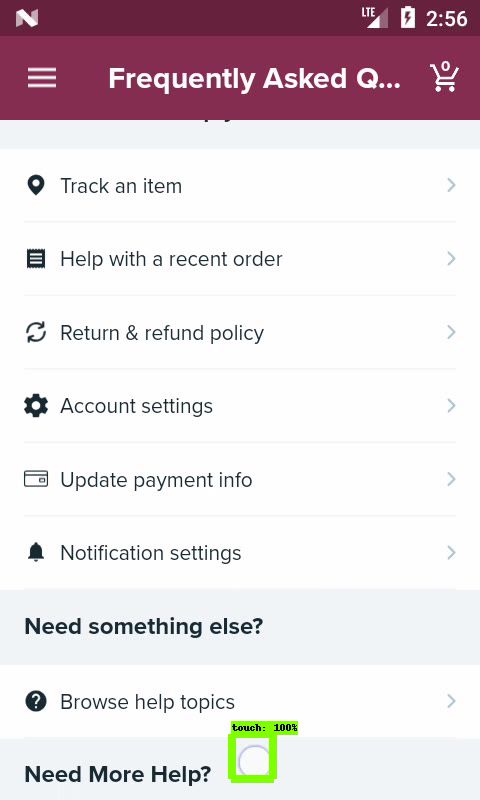 LTE
2:56
Frequently Asked Q...
0
Track an item
Help with a recent order
Return & refund policy
Account settings
Update payment info
Notification settings
Need something else?
Browse help topics
touch: 100%
Need More Help?